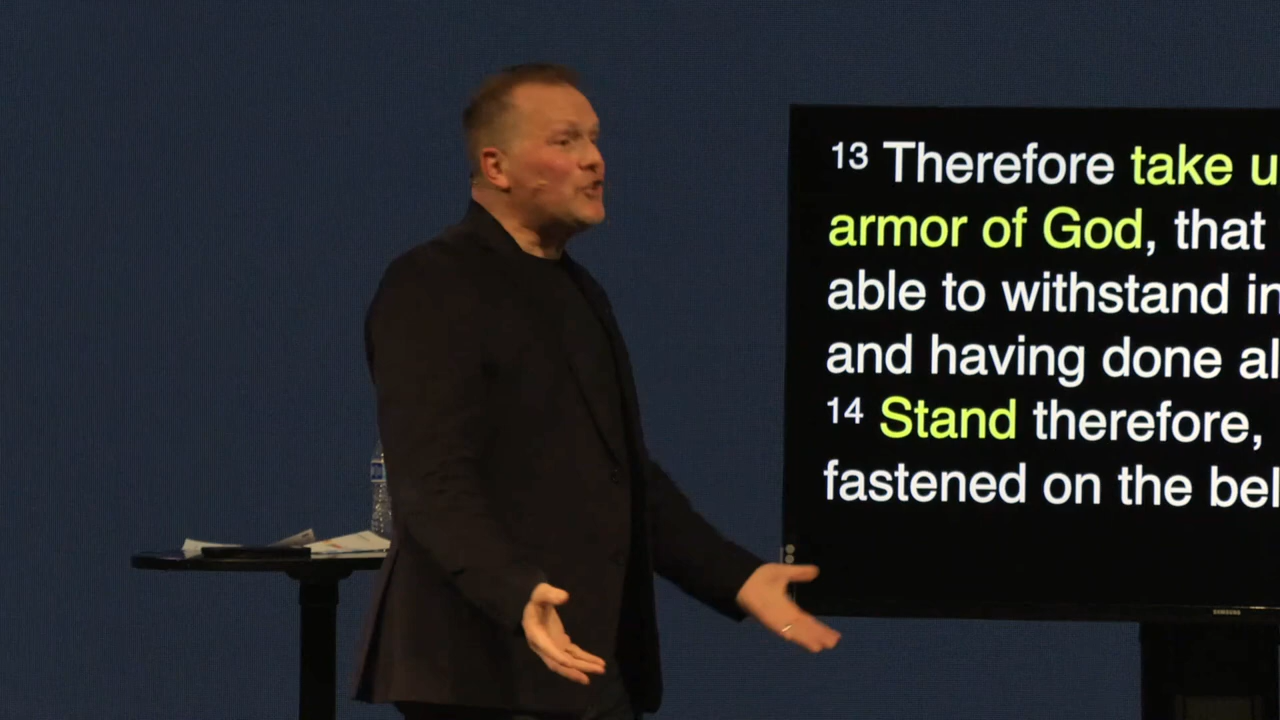 13 Therefore take u
armor of God, that
able to withstand in
and having done al
14 Stand therefore,
fastened on the bel
SAMSUNG